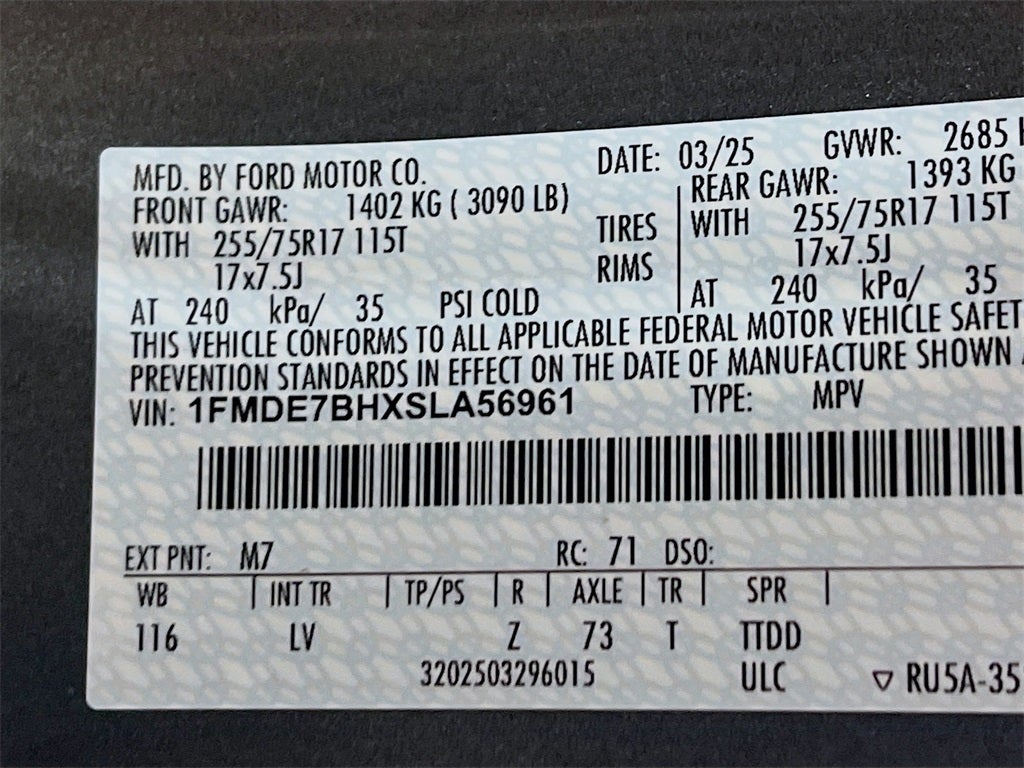 MFD. BY FORD MOTOR CO. DATE: 03/25 GVWR: 2685
FRONT GAWR: 1402 KG ( 3090 LB) REAR GAWR: 1393 KG
WITH 255/75R17 115T TIRES WITH 255/75R17 115T
17x7.5J RIMS 17x7.5J
AT 240 kPa/ 35 PSI COLD AT 240 kPa/ 35
THIS VEHICLE CONFORMS TO ALL APPLICABLE FEDERAL MOTOR VEHICLE SAFET
PREVENTION STANDARDS IN EFFECT ON THE DATE OF MANUFACTURE SHOWN
VIN: 1FMDE7BHXSLA56961 TYPE: MPV
EXT PNT: M7 RC: 71 DSO:
WB | INT TR | TP/PS | R | AXLE | TR | SPR |
116 LV Z 73 T TTDD
3202503296015 ULC ▽ RU5A-35